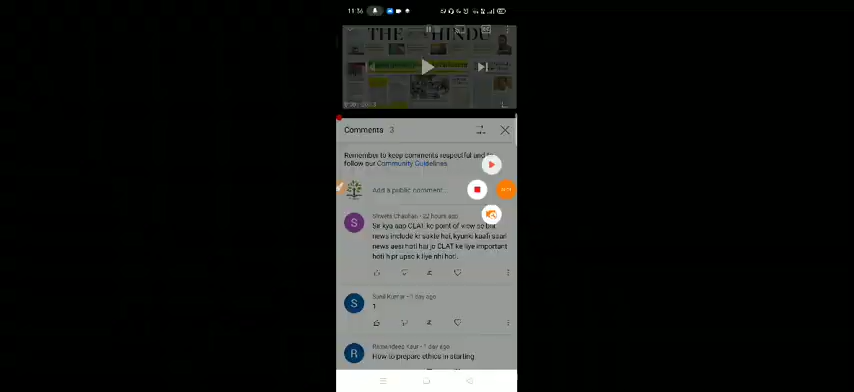 11:36
THE HINDU
Comments 3
Remember to keep comments respectful and to
follow our Community Guidelines
Add a public comment...
Shweta Chauhan · 22 hours ago
Sir kya aap CLAT ke point of view se bhi
news include kr sakte hai, kyunki kaafi saari
news aesi hoti hai jo CLAT ke liye important
hoti h pr upsc k liye nhi hoti.
Sunil Kumar · 1 day ago
1
Kaur · 1 day ago
How to prepare ethics in starting